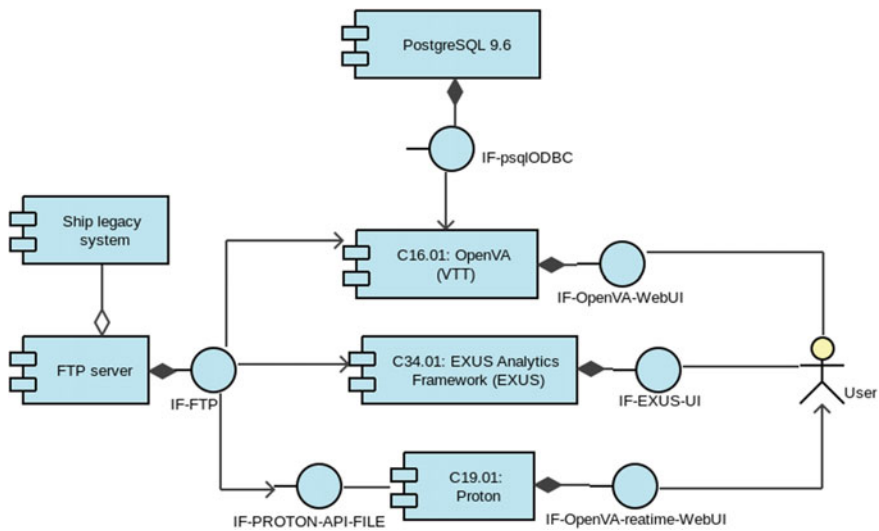 PostgreSQL 9.6
IF-psqlODBC
Ship legacy
system
C16.01: OpenVA
(VTT)
IF-OpenVA-WebUI
FTP server
IF-FTP
C34.01: EXUS Analytics
Framework (EXUS)
IF-EXUS-UI
User
C19.01:
Proton
IF-PROTON-API-FILE
IF-OpenVA-reatime-WebUI